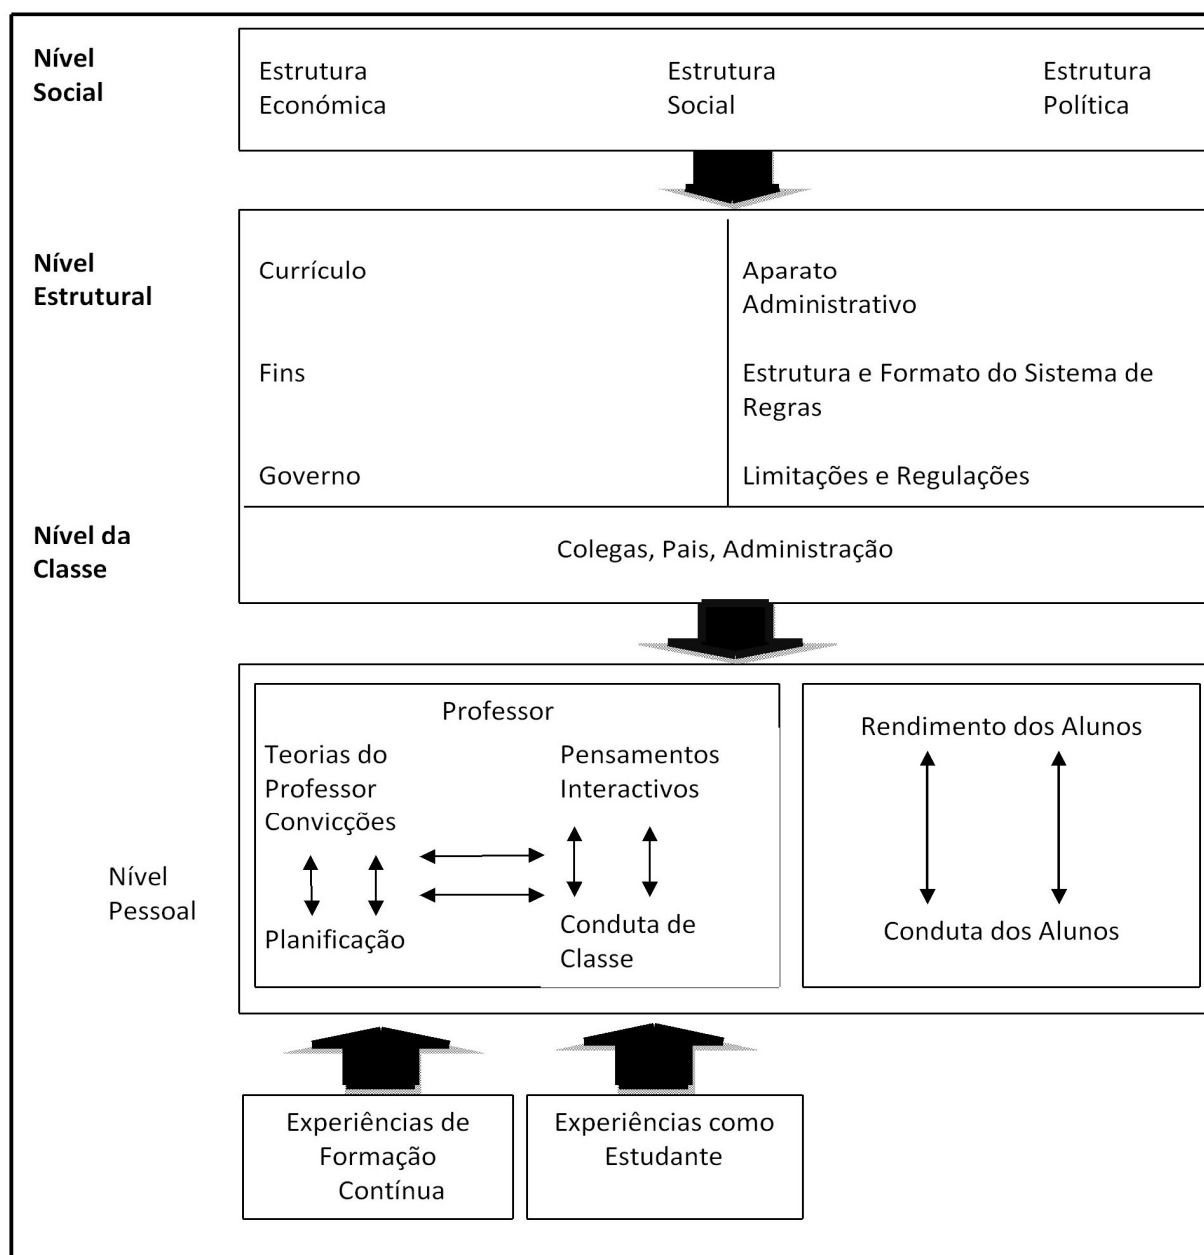 Nível
Social
Estrutura
Económica
Estrutura
Social
Estrutura
Política
Nível
Estrutural
Currículo
Aparato
Administrativo
Fins
Estrutura e Formato do Sistema de
Regras
Governo
Limitações e Regulações
Nível da
Classe
Colegas, Pais, Administração
Professor
Teorias do
Professor
Convicções
Pensamentos
Interactivos
Planificação
Conduta de
Classe
Rendimento dos Alunos
Conduta dos Alunos
Nível
Pessoal
Experiências de
Formação
Contínua
Experiências como
Estudante